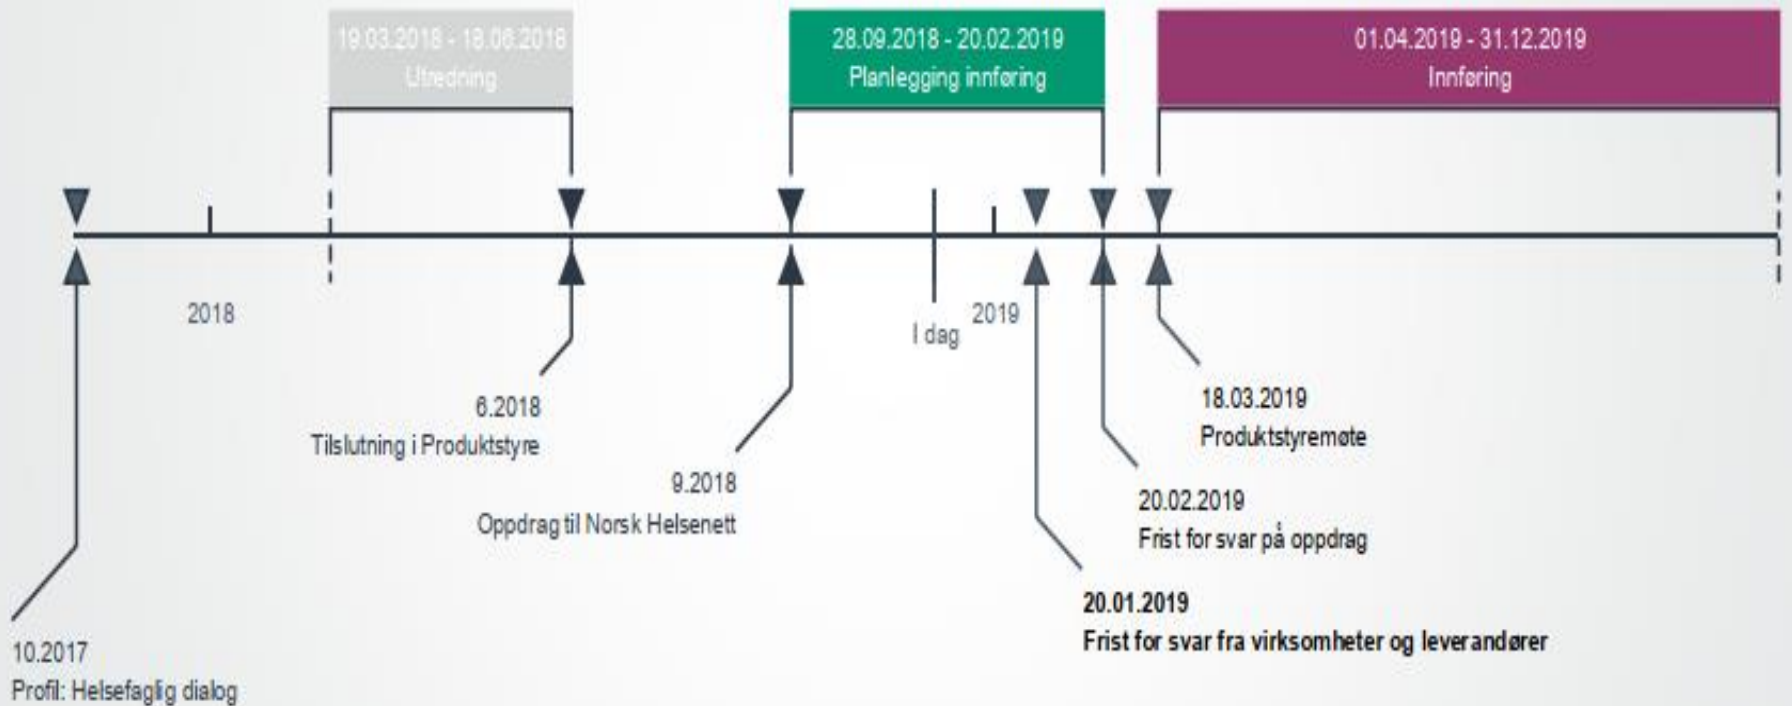 19.03.2018 - 18.06.2018
Utredning
28.09.2018 - 20.02.2019
Planlegging innføring
01.04.2019 - 31.12.2019
Innføring
2018
I dag
2019
6.2018
Tilslutning i Produktstyre
18.03.2019
Produktstyremøte
9.2018
Oppdrag til Norsk Helsenett
20.02.2019
Frist for svar på oppdrag
20.01.2019
Frist for svar fra virksomheter og leverandører
10.2017
Profil: Helsefaglig dialog